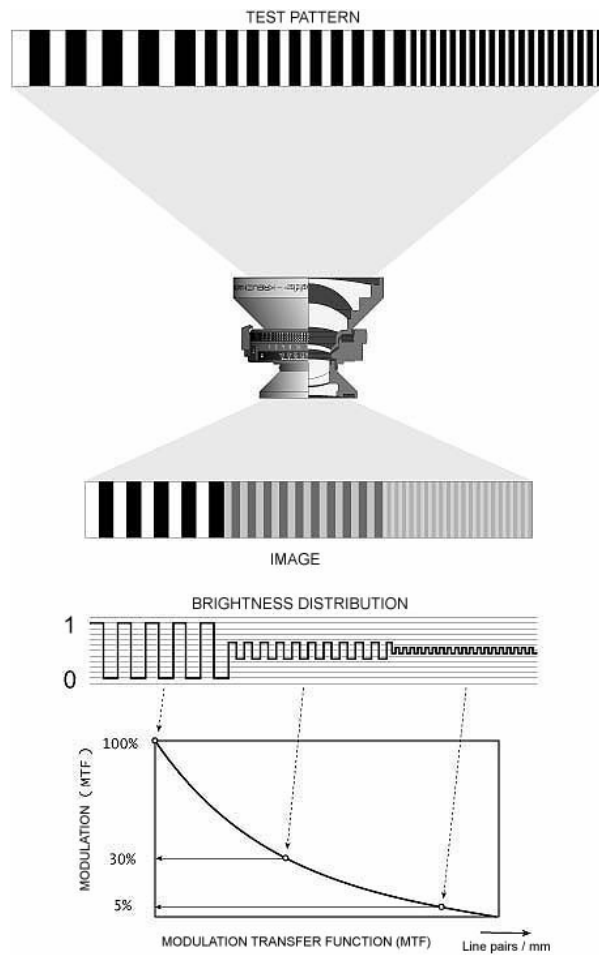 TEST PATTERN
IMAGE
BRIGHTNESS DISTRIBUTION
1
0
100%
30%
5%
MODULATION ( MTF )
MODULATION TRANSFER FUNCTION (MTF)
Line pairs / mm